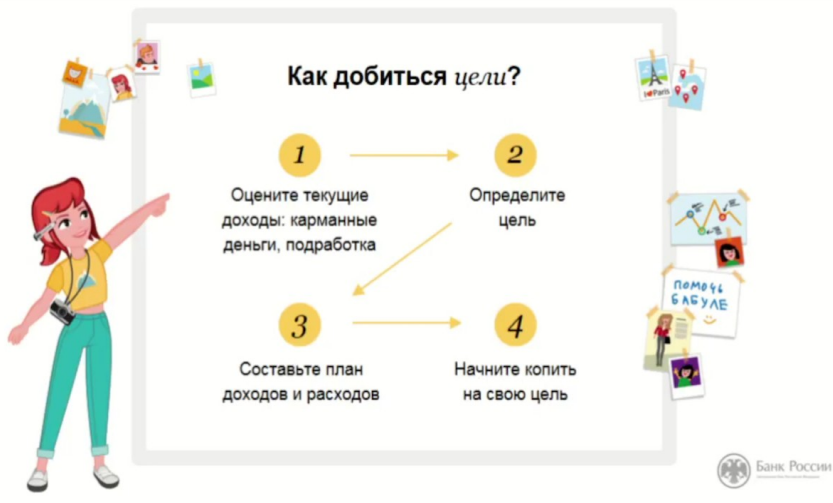 Как добиться цели?
1
2
Оцените текущие
доходы: карманные
деньги, подработка
Определите
цель
3
4
Составьте план
доходов и расходов
Начните копить
на свою цель
I♥Paris
ПОМОЧЬ
БАБУЛЕ
Банк России